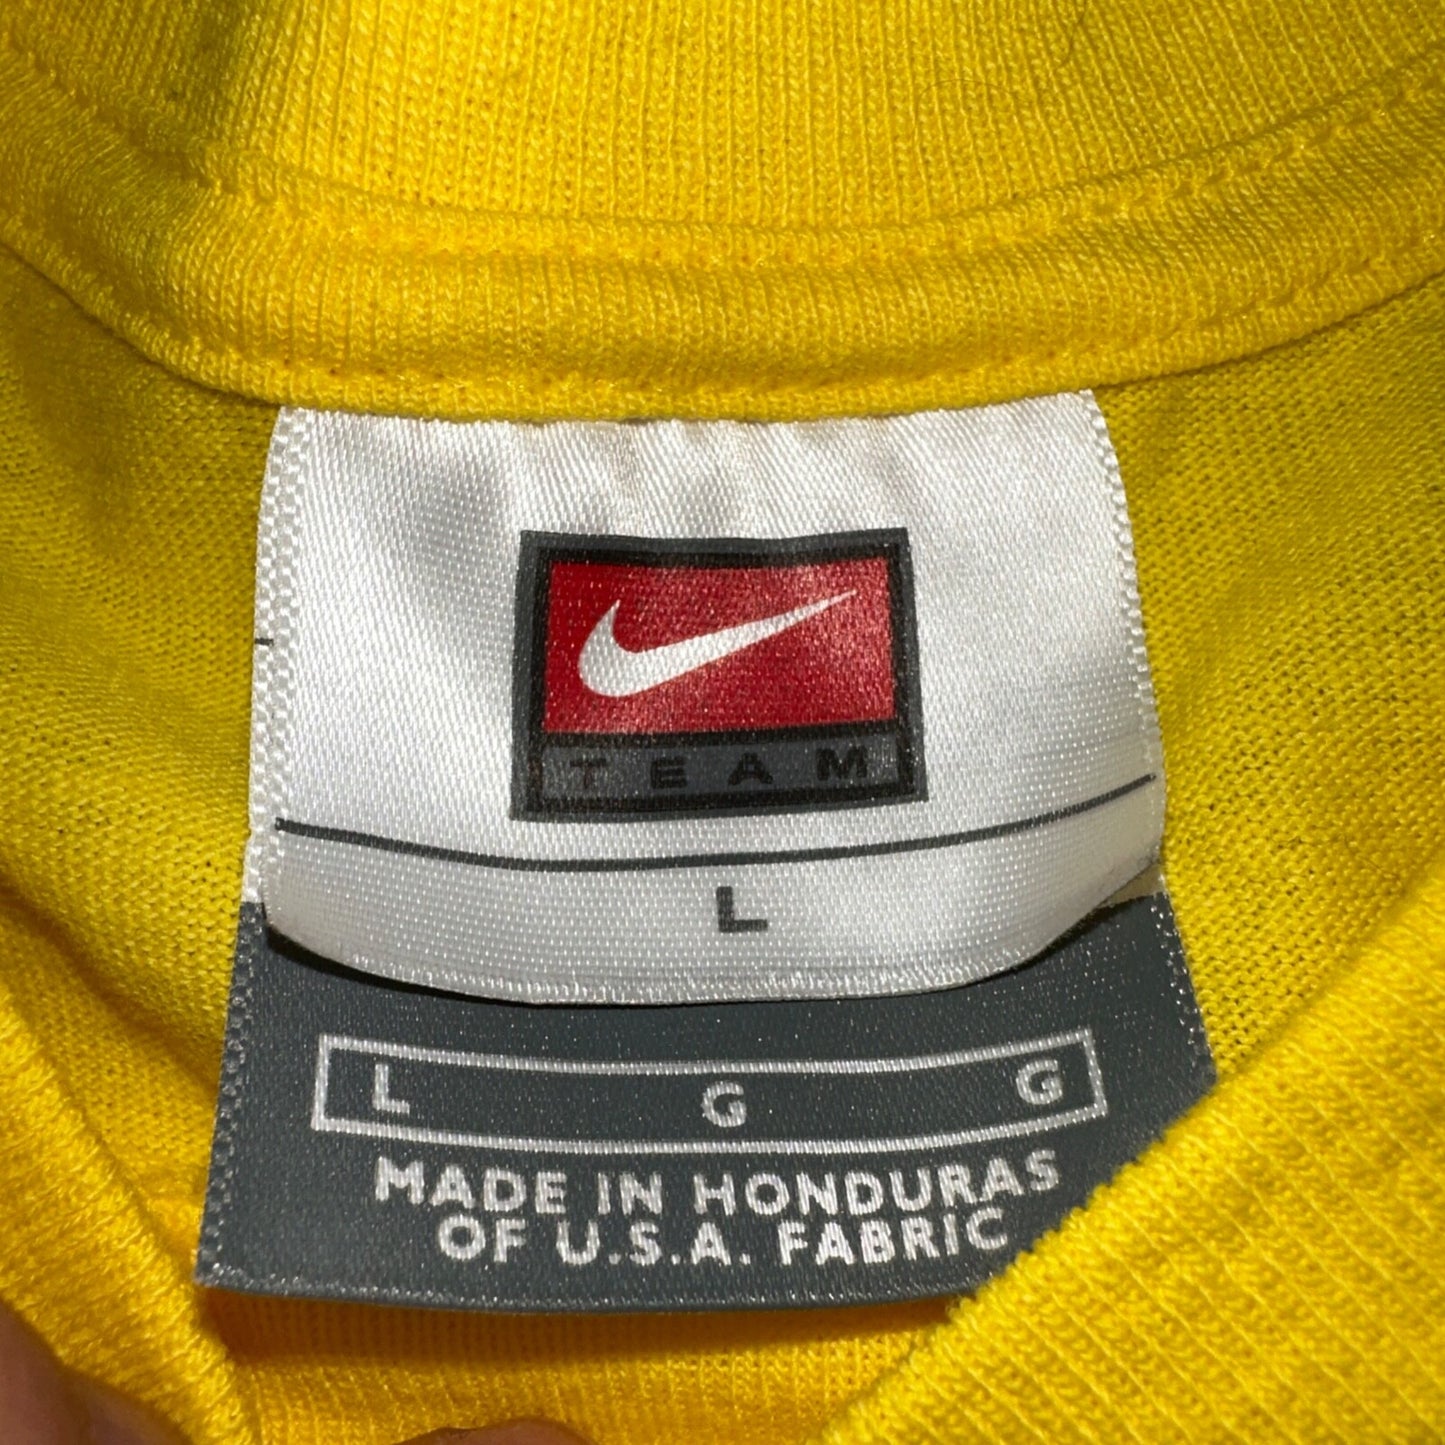 TEAM
L
L G G
MADE IN HONDURAS
OF U.S.A. FABRIC